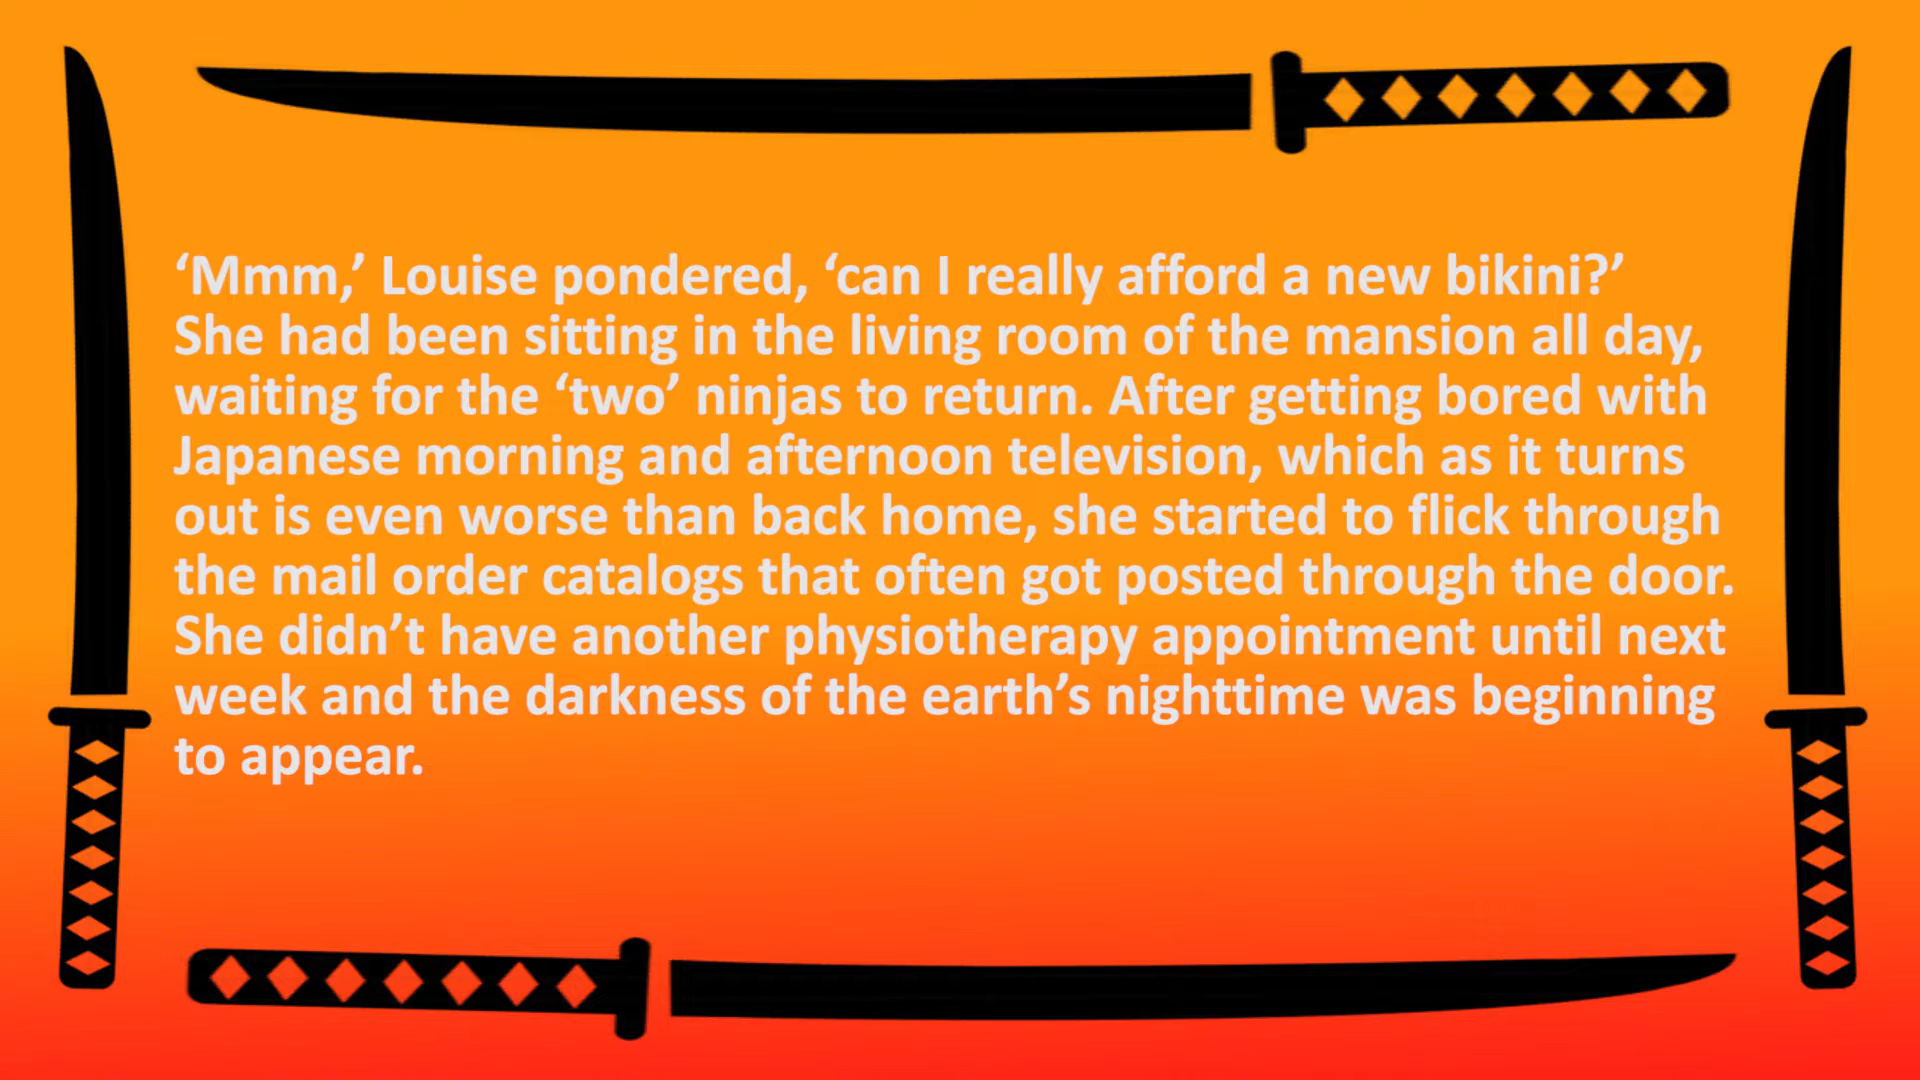 ‘Mmm,’ Louise pondered, ‘can I really afford a new bikini?’
She had been sitting in the living room of the mansion all day,
waiting for the ‘two’ ninjas to return. After getting bored with
Japanese morning and afternoon television, which as it turns
out is even worse than back home, she started to flick through
the mail order catalogs that often got posted through the door.
She didn’t have another physiotherapy appointment until next
week and the darkness of the earth’s nighttime was beginning
to appear.